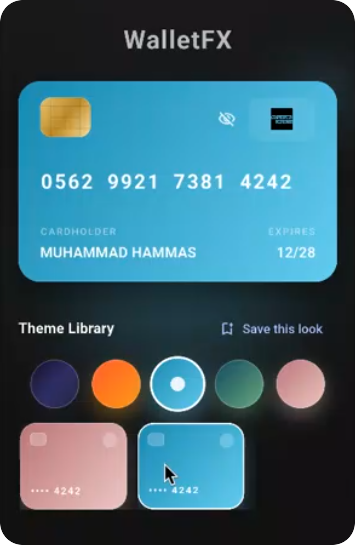 WalletFX
0562 9921 7381 4242
CARDHOLDER
EXPIRES
MUHAMMAD HAMMAS
12/28
Theme Library
Save this look
•••• 4242
•••• 4242